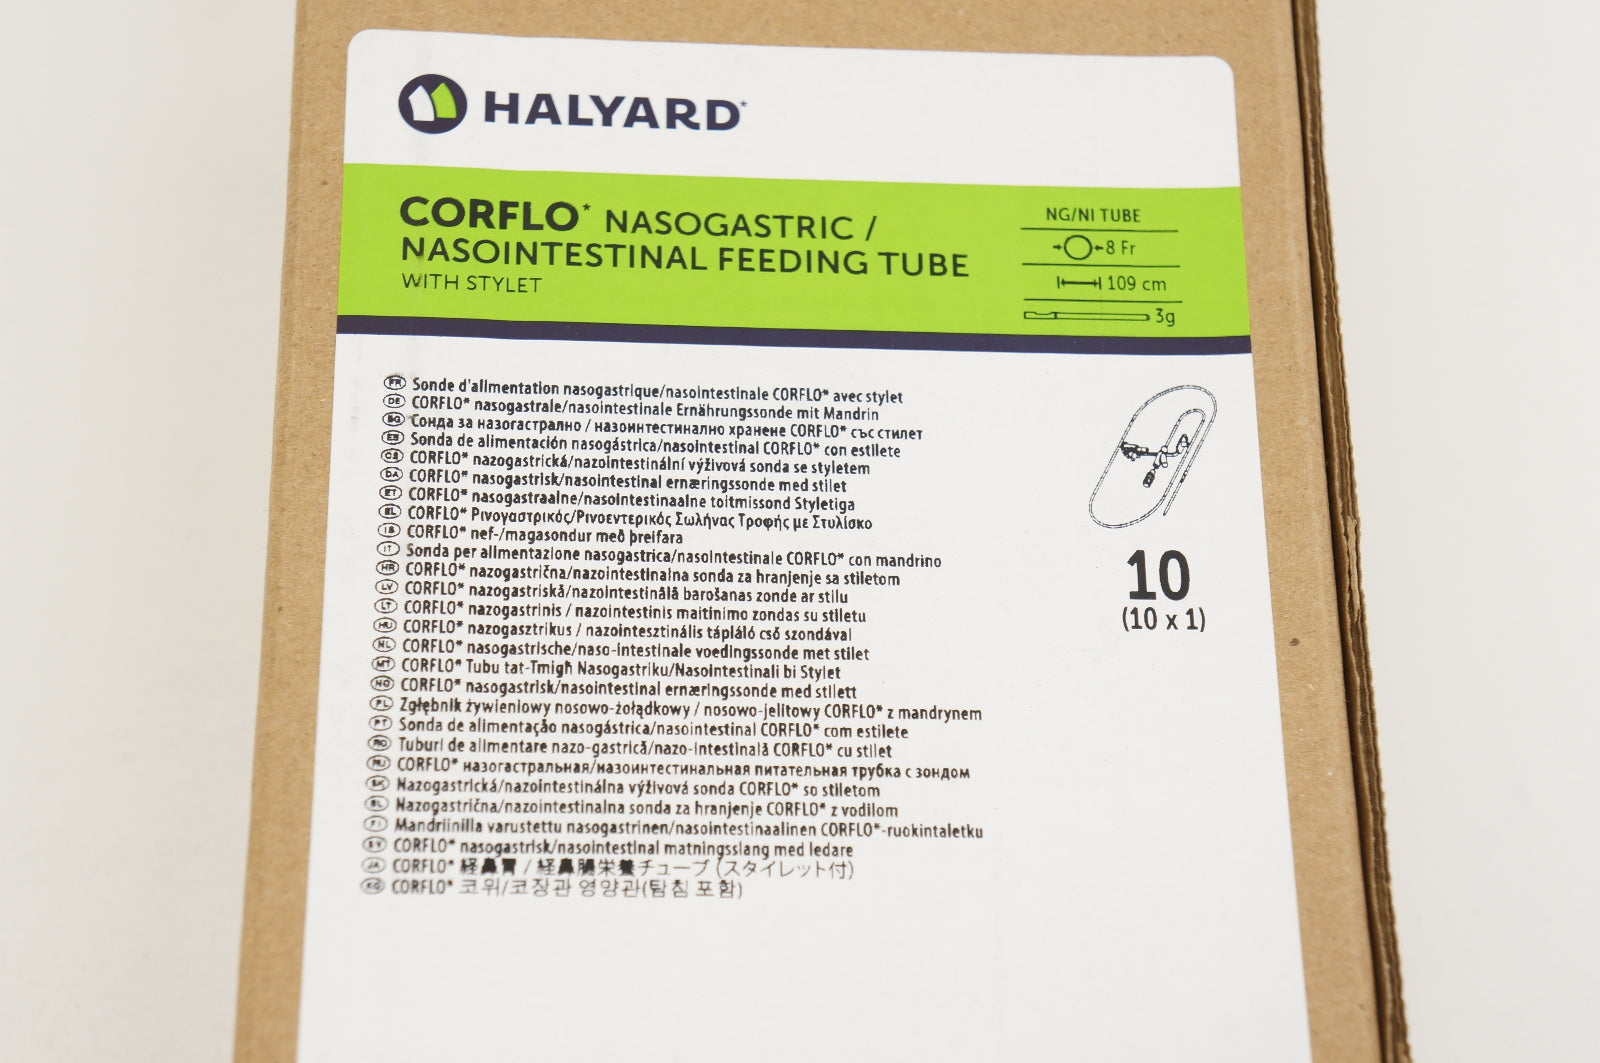 HALYARD*
CORFLO* NASOGASTRIC /
NASOINTESTINAL FEEDING TUBE
WITH STYLET
NG/NI TUBE
8 Fr
109 cm
3g
FR Sonde d'alimentation nasogastrique/nasointestinale CORFLO* avec stylet
DE CORFLO* nasogastrale/nasointestinale Ernährungssonde mit Mandrin
BG Сонда за назогастрално / назоинтестинално хранене CORFLO* със стилет
ES Sonda de alimentación nasogástrica/nasointestinal CORFLO* con estilete
CS CORFLO* nazogastrická/nazointestinální výživová sonda se styletem
DA CORFLO* nasogastrisk/nasointestinal ernæringssonde med stilet
ET CORFLO* nasogastraalne/nasointestinaalne toitmissond Styletiga
EL CORFLO* Ρινογαστρικός/Ρινοεντερικός Σωλήνας Τροφής με Στυλίσκο
IS CORFLO* nef-/magasondur með þreifara
IT Sonda per alimentazione nasogastrica/nasointestinale CORFLO* con mandrino
HR CORFLO* nazogastrična/nazointestinalna sonda za hranjenje sa stiletom
LV CORFLO* nazogastriskā/nazointestinālā barošanas zonde ar stilu
LT CORFLO* nazogastrinis / nazointestinis maitinimo zondas su stiletu
HU CORFLO* nazogasztrikus / nazointesztinális tápláló cső szondával
NL CORFLO* nasogastrische/naso-intestinale voedingssonde met stilet
MT CORFLO* Tubu tat-Tmigħ Nasogastriku/Nasointestinali bi Stylet
NO CORFLO* nasogastrisk/nasointestinal ernæringssonde med stilett
PL Zgłębnik żywieniowy nosowo-żołądkowy / nosowo-jelitowy CORFLO* z mandrynem
PT Sonda de alimentação nasogástrica/nasointestinal CORFLO* com estilete
RO Tuburi de alimentare nazo-gastrică/nazo-intestinală CORFLO* cu stilet
RU CORFLO* назогастральная/назоинтестинальная питательная трубка с зондом
SK Nazogastrická/nazointestinálna výživová sonda CORFLO* so stiletom
SL Nazogastrična/nazointestinalna sonda za hranjenje CORFLO* z vodilom
FI Mandriinilla varustettu nasogastrinen/nasointestinaalinen CORFLO*-ruokintaletku
SV CORFLO* nasogastrisk/nasointestinal matningsslang med ledare
JA CORFLO* 経鼻胃 / 経鼻腸栄養チューブ (スタイレット付)
KO CORFLO* 코위/코장관 영양관(탐침 포함)
10
(10 x 1)